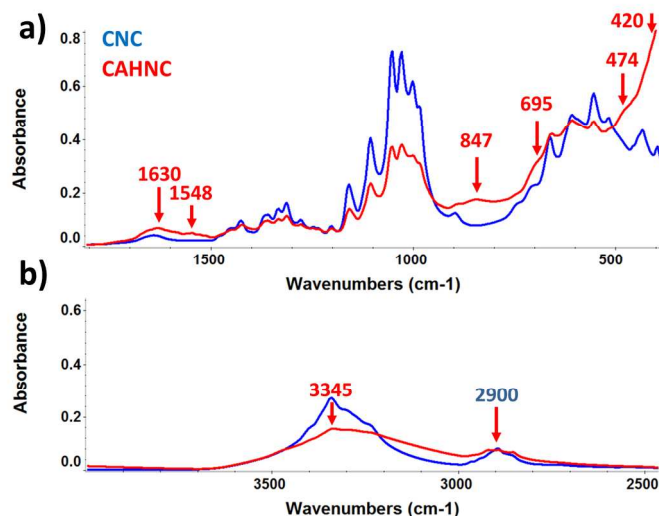 a)
CNC
CAHNC
420
474
695
847
1630
1548
Absorbance
0.8
0.6
0.4
0.2
0.0
1500
1000
500
Wavenumbers (cm-1)
b)
Absorbance
0.6
0.4
0.2
0.0
3345
2900
3500
3000
2500
Wavenumbers (cm-1)